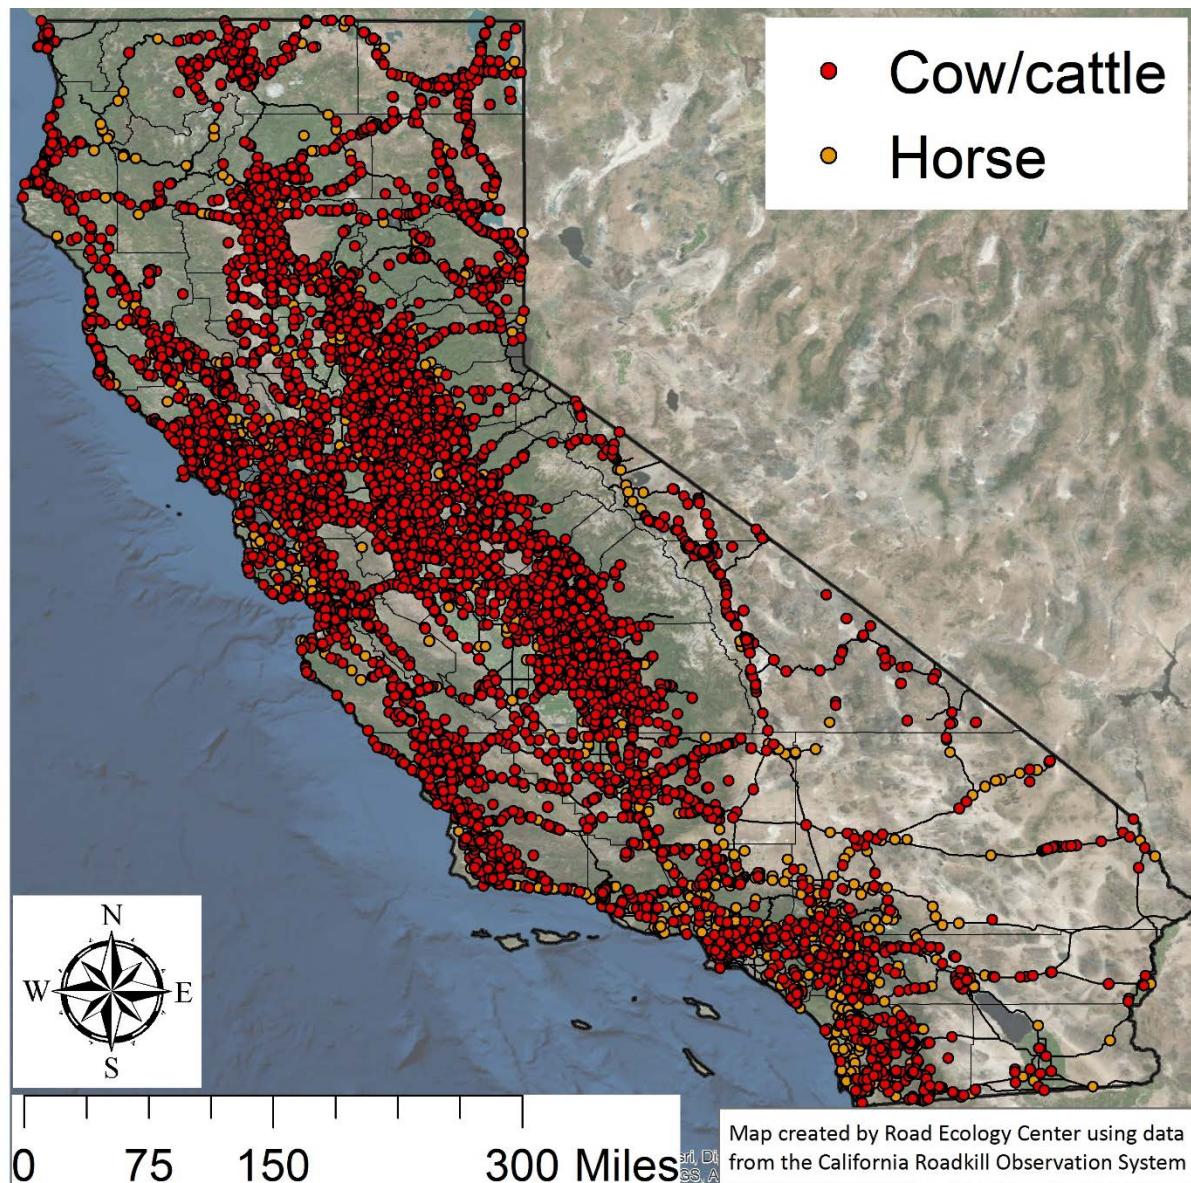 Cow/cattle
Horse
N
W E
S
0 75 150 300 Miles
Map created by Road Ecology Center using data
from the California Roadkill Observation System